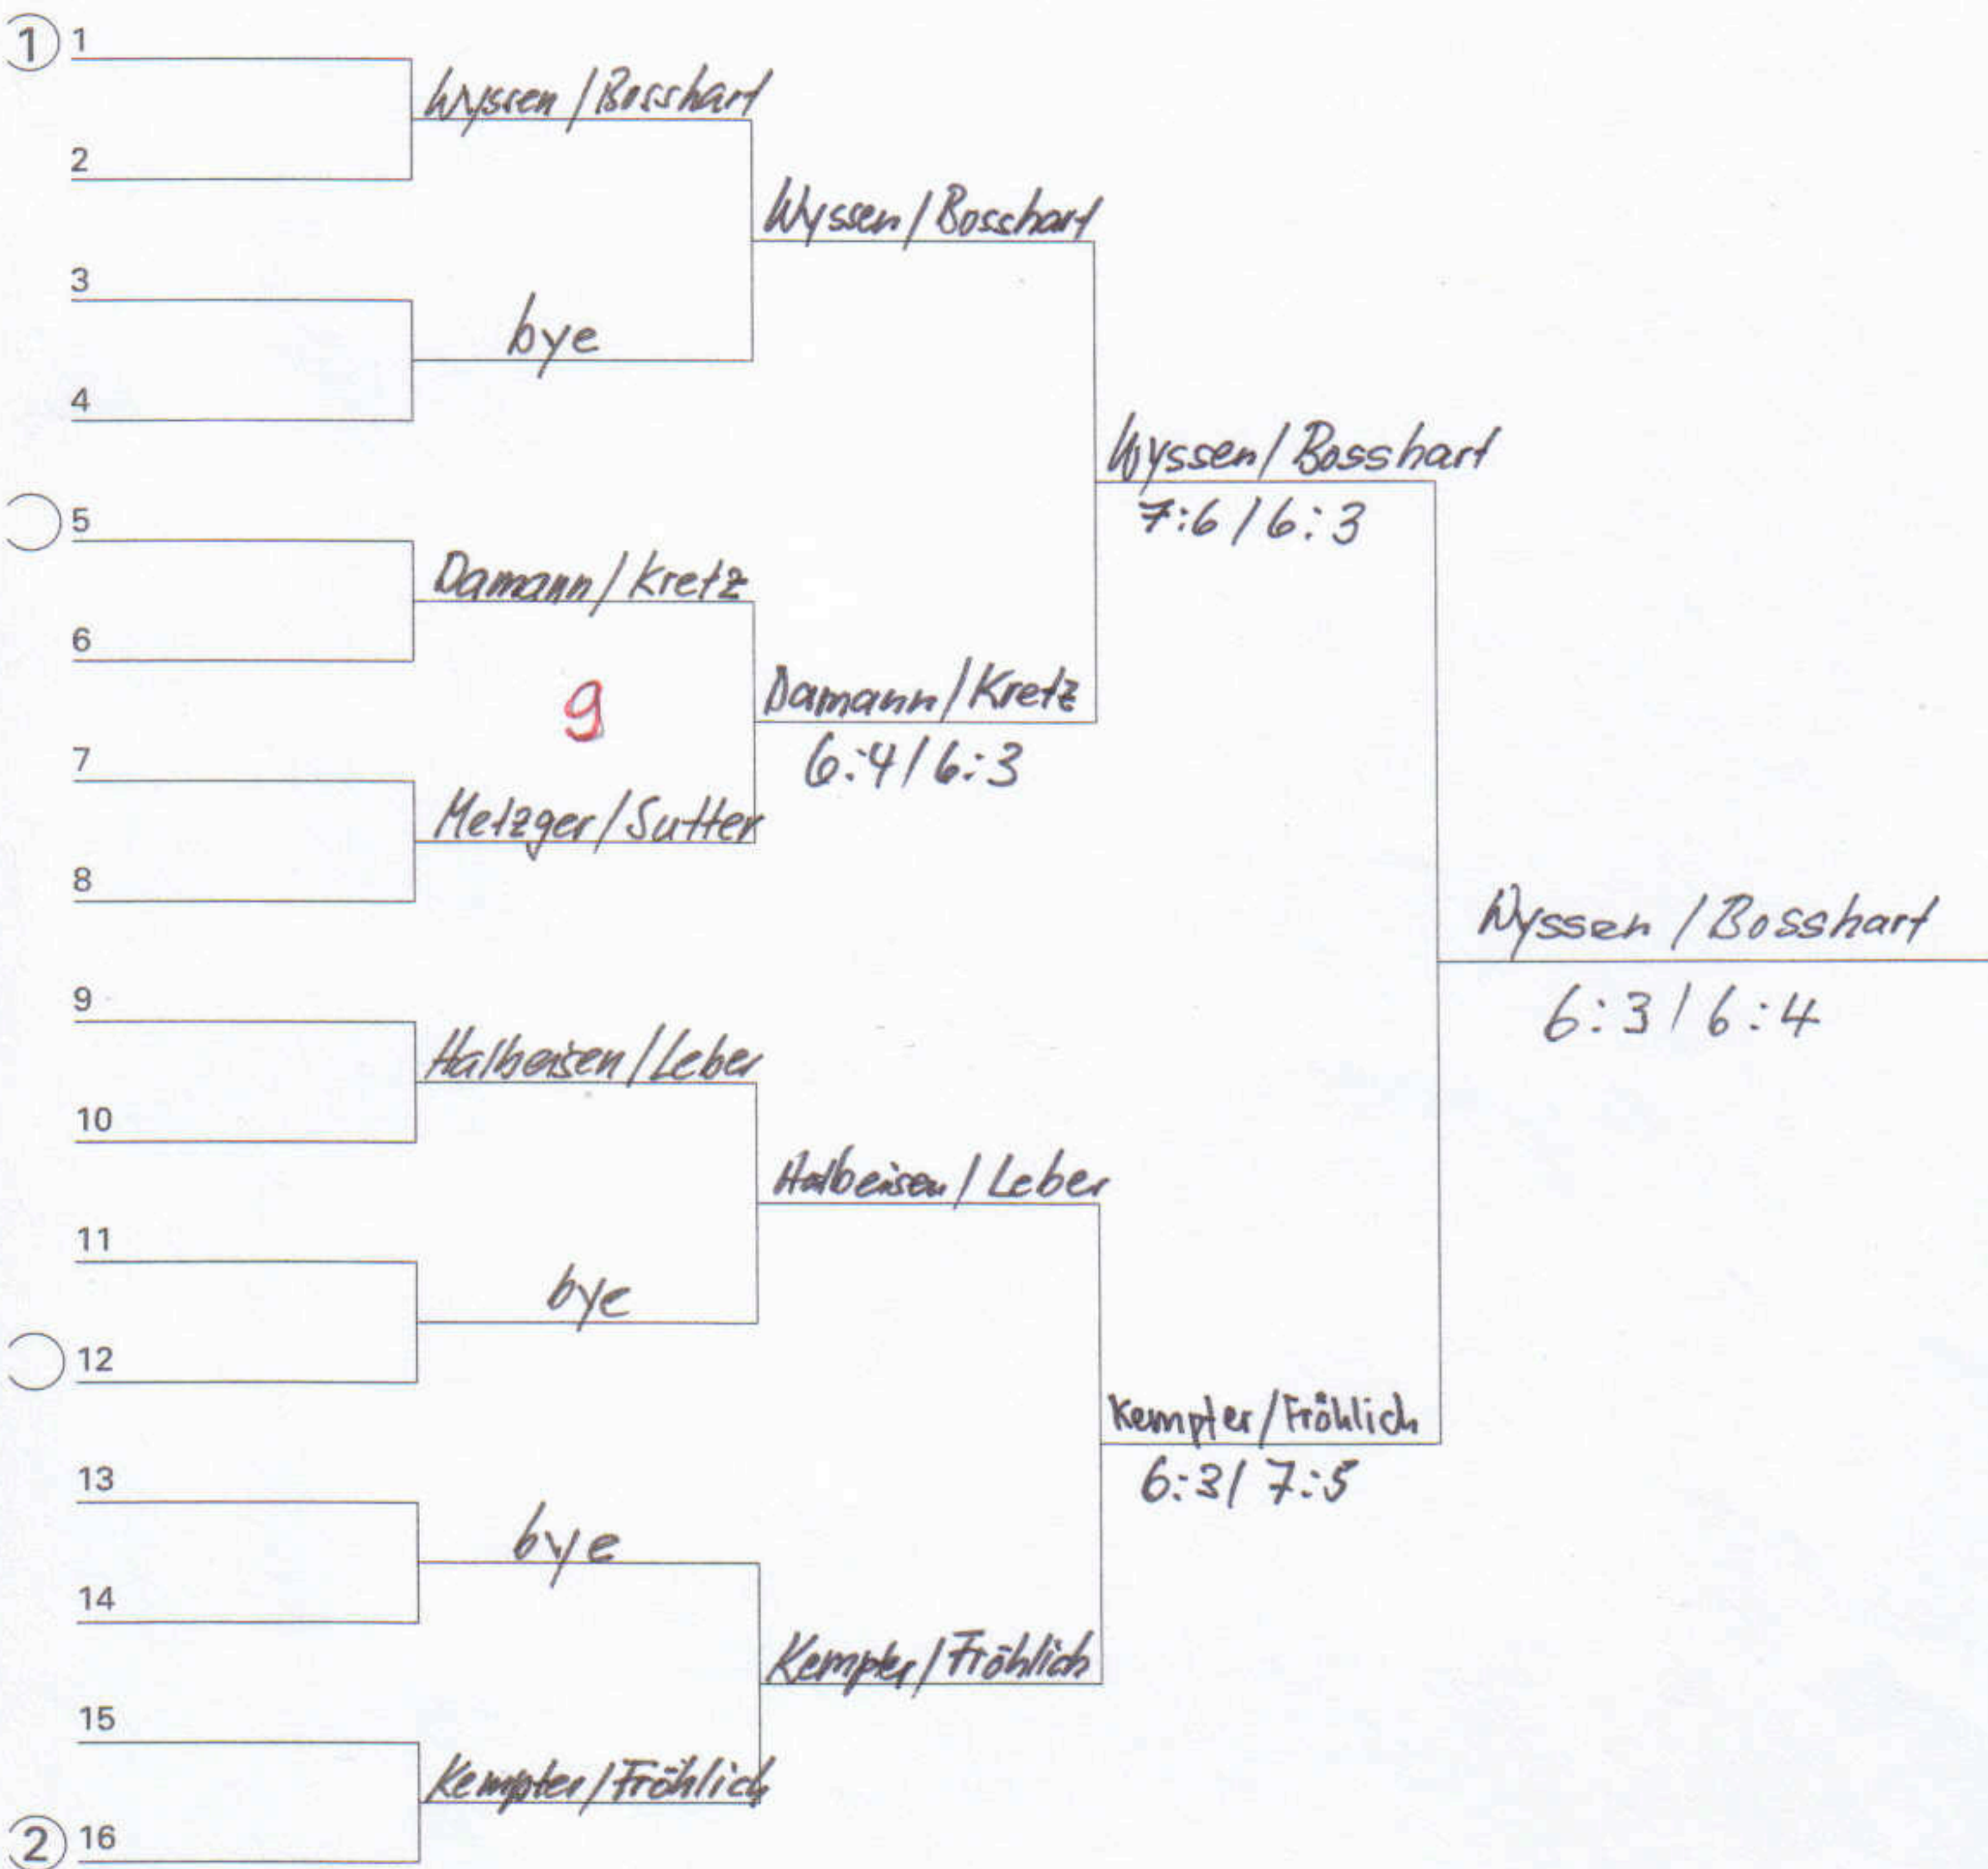 1 1
Wyssen / Bosshart
2
Wyssen / Bosshart
3
bye
4
Wyssen / Bosshart
7:6 / 6:3
5
Damann / Kretz
6
9
Damann / Kretz
6:4 / 6:3
7
Metzger / Sutter
8
Wyssen / Bosshart
6:3 / 6:4
9
Halbeisen / Leber
10
Halbeisen / Leber
11
bye
12
Kempter / Fröhlich
6:3 / 7:5
13
bye
14
Kempter / Fröhlich
15
Kempter / Fröhlich
2 16